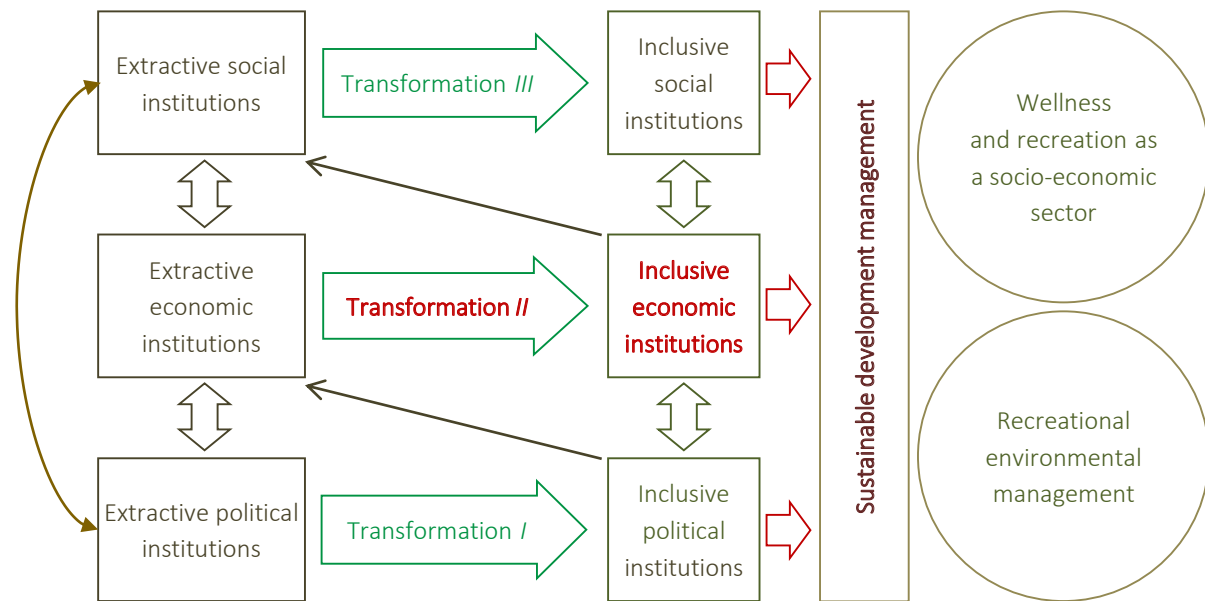 Extractive social
institutions
Transformation III
Inclusive
social
institutions
Extractive
economic
institutions
Transformation II
Inclusive
economic
institutions
Extractive political
institutions
Transformation I
Inclusive
political
institutions
Sustainable development management
Wellness
and recreation as
a socio-economic
sector
Recreational
environmental
management